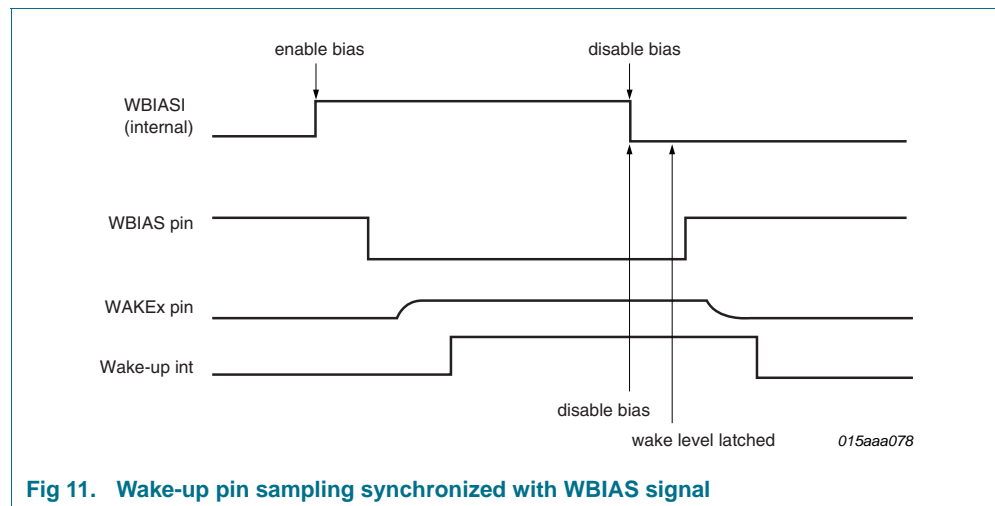 enable bias
disable bias
WBIASI
(internal)
WBIAS pin
WAKEx pin
Wake-up int
disable bias
wake level latched
015aaa078
Fig 11. Wake-up pin sampling synchronized with WBIAS signal